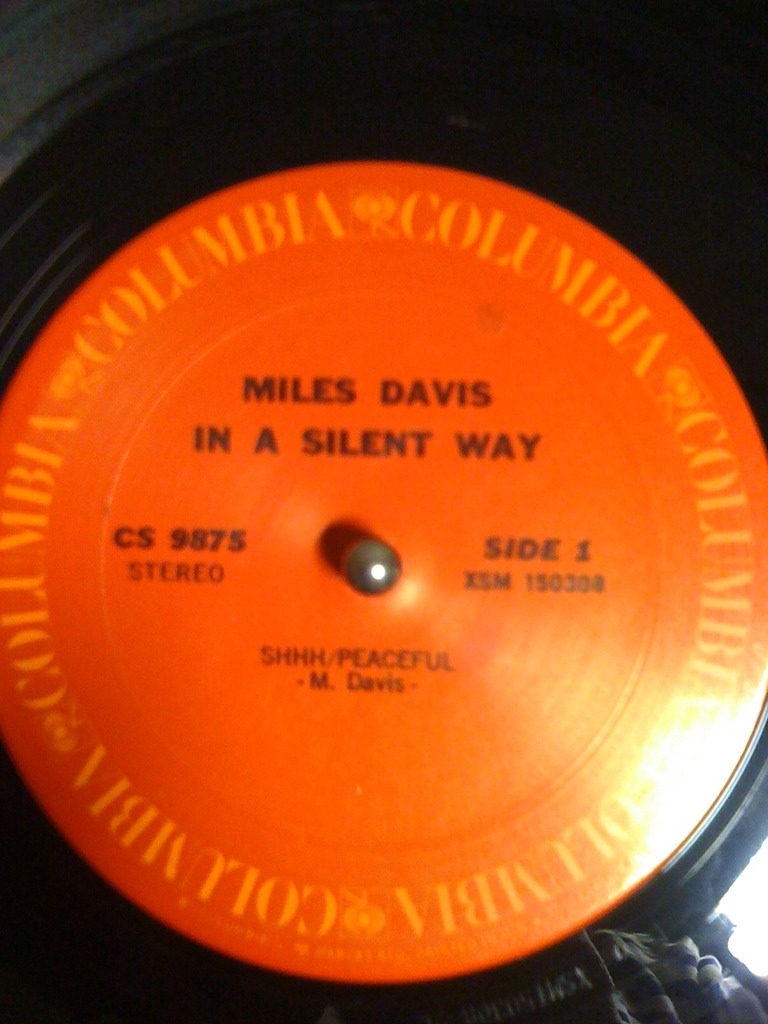 COLUMBIA COLUMBIA COLUMBIA COLUMBIA COLUMBIA COLUMBIA
MILES DAVIS
IN A SILENT WAY
CS 9875
STEREO
SIDE 1
XSM 150308
SHHH/PEACEFUL
- M. Davis -